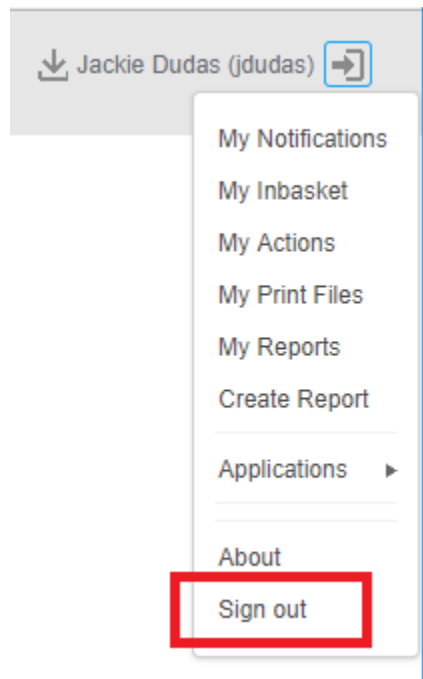 Jackie Dudas (jdudas)
My Notifications
My Inbasket
My Actions
My Print Files
My Reports
Create Report
Applications
About
Sign out